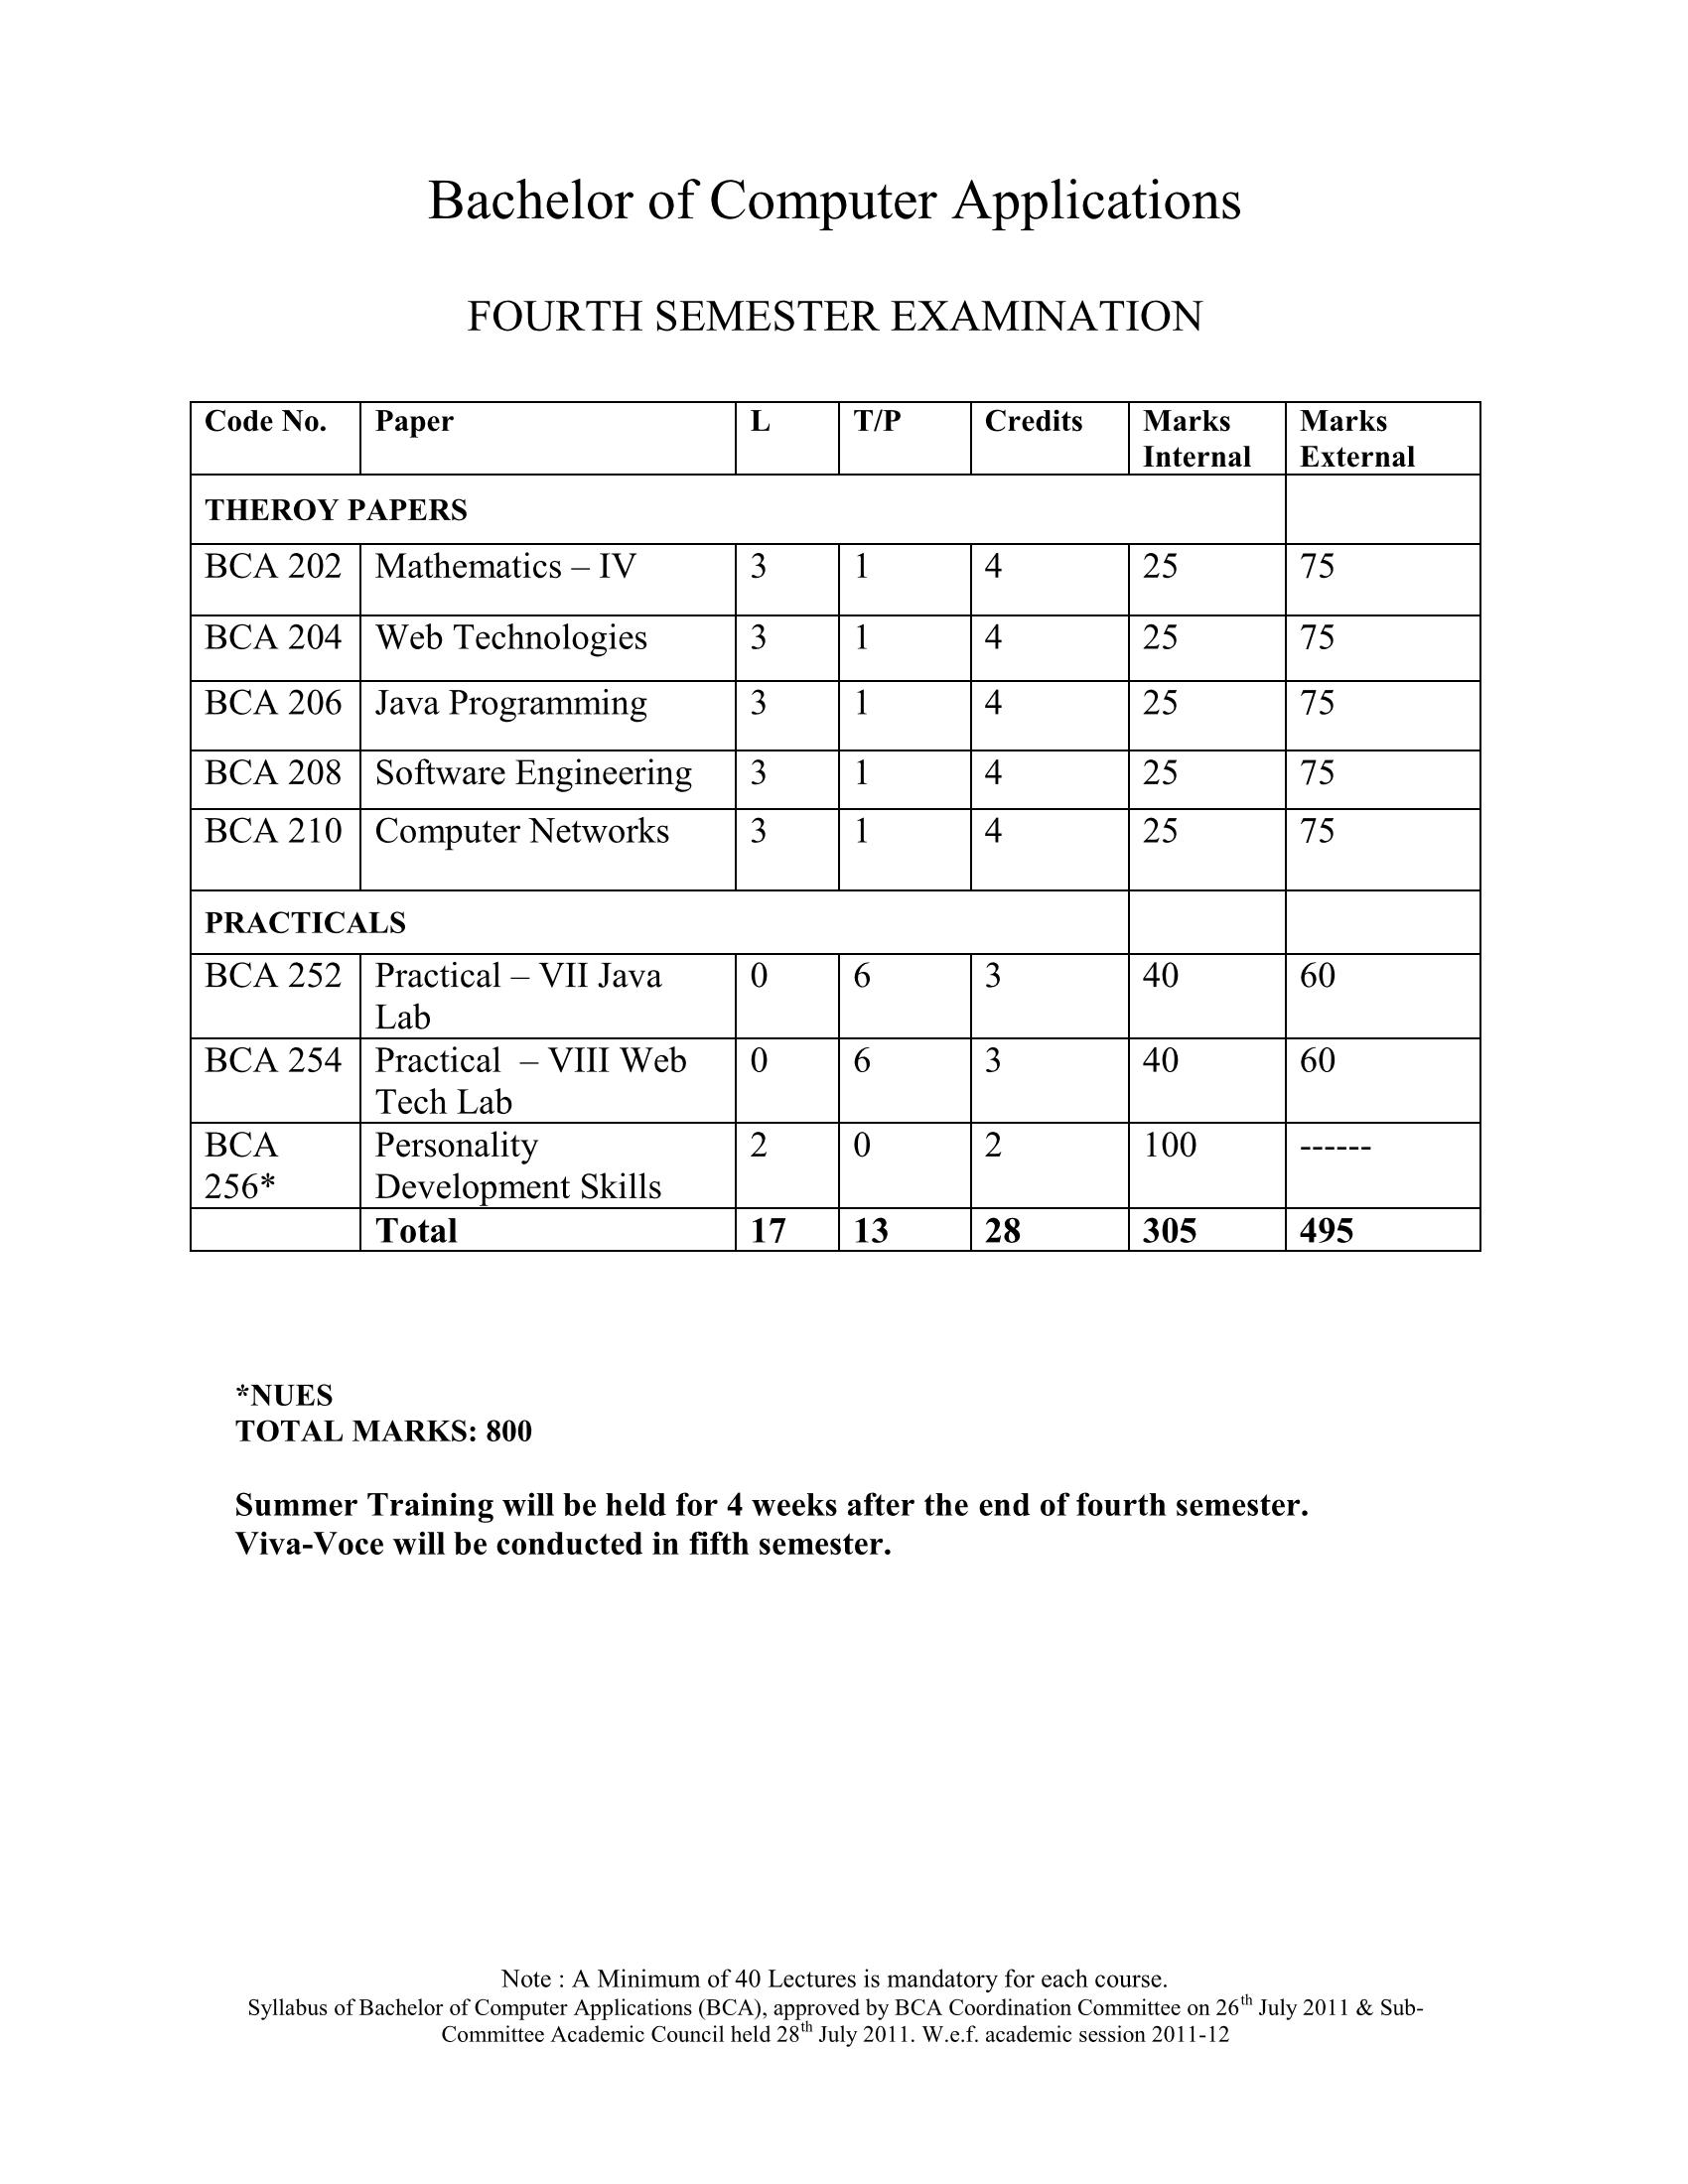 Bachelor of Computer Applications
FOURTH SEMESTER EXAMINATION
Code No. Paper L T/P Credits Marks Internal Marks External
THEROY PAPERS
BCA 202 Mathematics – IV 3 1 4 25 75
BCA 204 Web Technologies 3 1 4 25 75
BCA 206 Java Programming 3 1 4 25 75
BCA 208 Software Engineering 3 1 4 25 75
BCA 210 Computer Networks 3 1 4 25 75
PRACTICALS
BCA 252 Practical – VII Java Lab 0 6 3 40 60
BCA 254 Practical – VIII Web Tech Lab 0 6 3 40 60
BCA 256* Personality Development Skills 2 0 2 100 ------
Total 17 13 28 305 495
*NUES
TOTAL MARKS: 800
Summer Training will be held for 4 weeks after the end of fourth semester.
Viva-Voce will be conducted in fifth semester.
Note : A Minimum of 40 Lectures is mandatory for each course.
Syllabus of Bachelor of Computer Applications (BCA), approved by BCA Coordination Committee on 26th July 2011 & Sub-
Committee Academic Council held 28th July 2011. W.e.f. academic session 2011-12